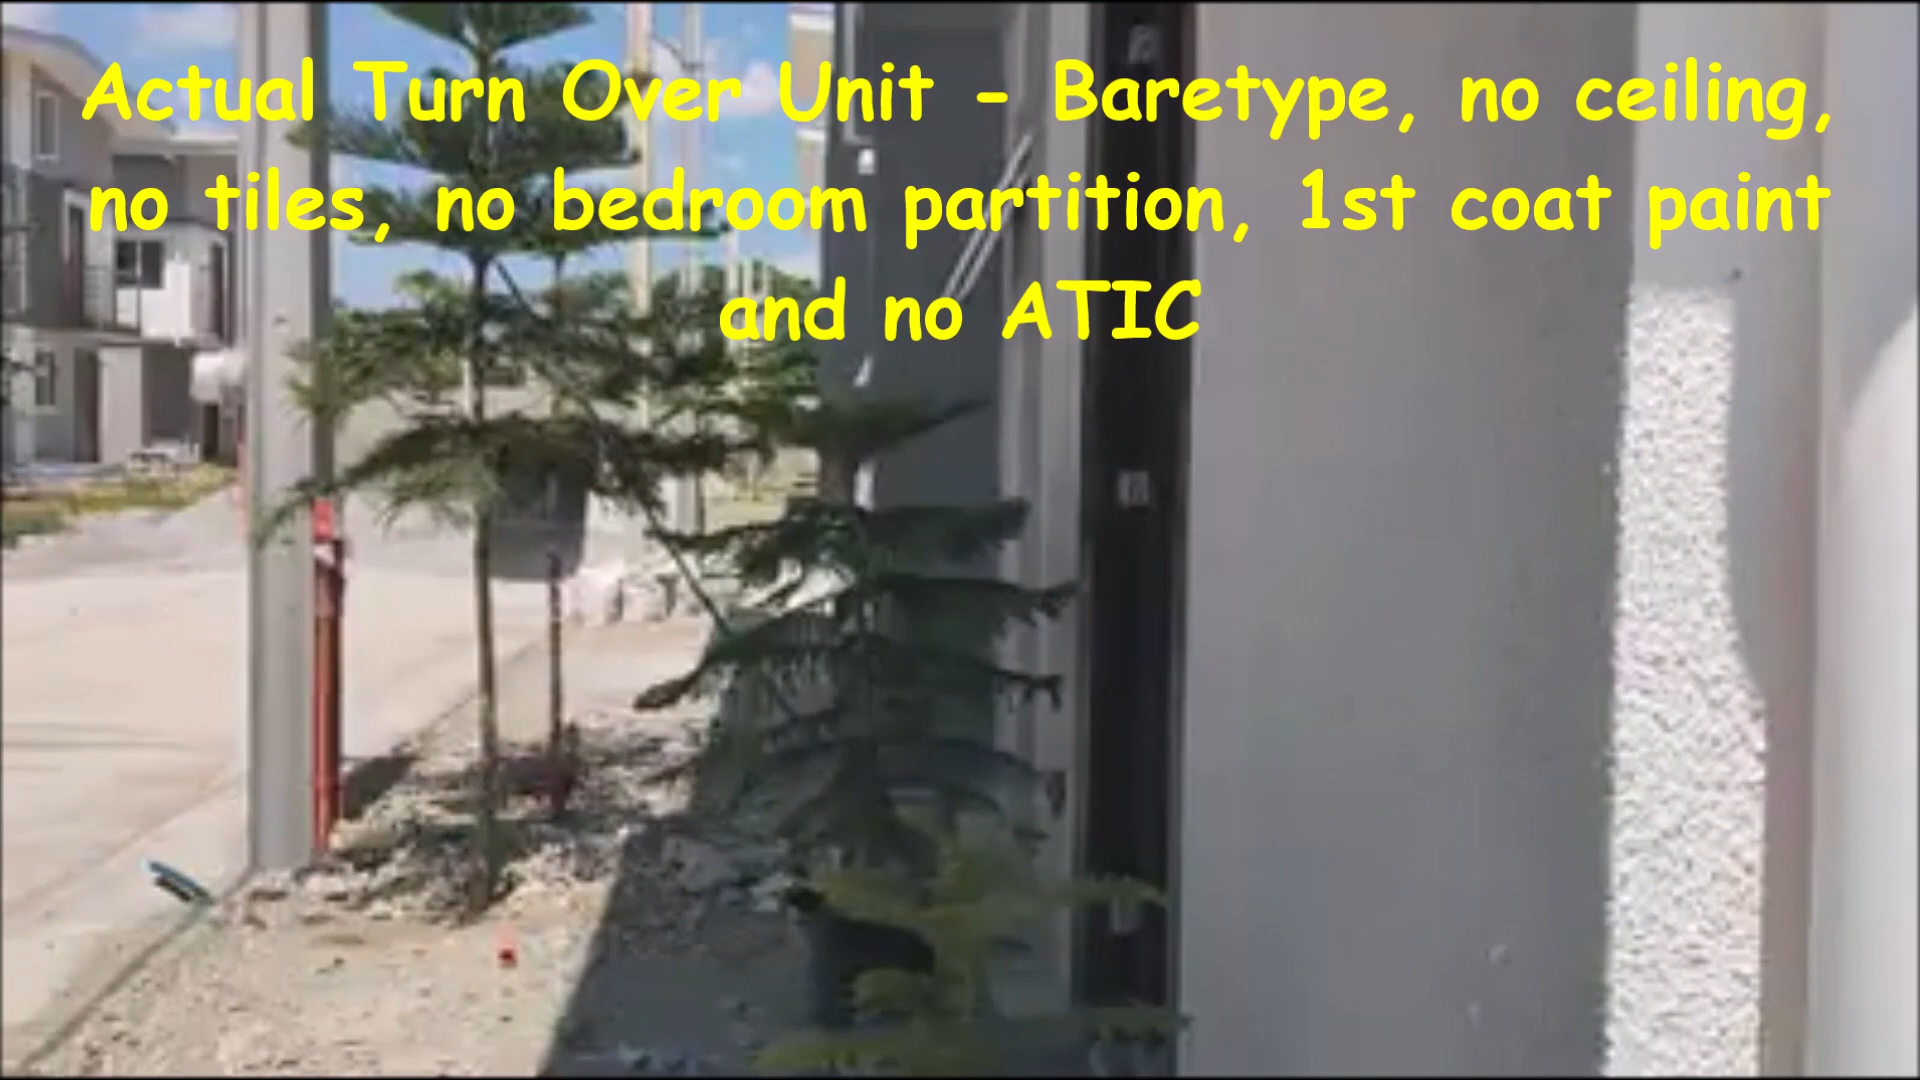 Actual Turn Over Unit - Baretype, no ceiling,
no tiles, no bedroom partition, 1st coat paint
and no ATIC